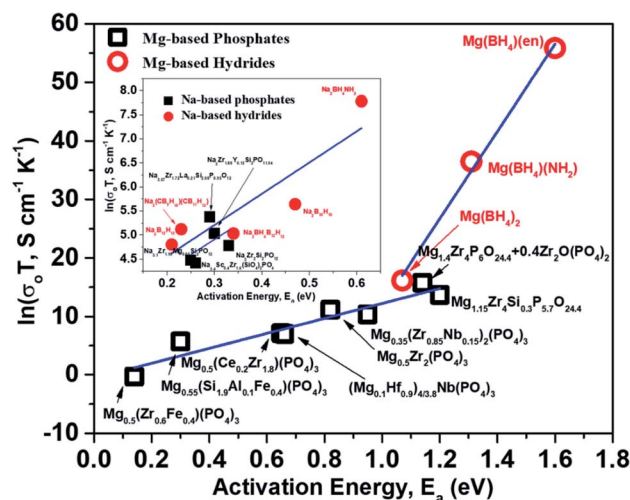 Mg-based Phosphates
Mg-based Hydrides
Mg(BH₄)(en)
Mg(BH₄)(NH₂)
Mg(BH₄)₂
Mg₁.₄Zr₄P₆O₂₄.₄+0.4Zr₂O(PO₄)₂
Mg₁.₁₅Zr₄Si₀.₃P₅.₇O₂₄.₄
Mg₀.₃₅(Zr₀.₈₅Nb₀.₁₅)₂(PO₄)₃
Mg₀.₅Zr₂(PO₄)₃
Mg₀.₅(Ce₀.₂Zr₁.₈)(PO₄)₃
Mg₀.₅₅(Si₁.₉Al₀.₁Fe₀.₄)(PO₄)₃
(Mg₀.₁Hf₀.₉)₄/₃.₈Nb(PO₄)₃
Mg₀.₅(Zr₀.₆Fe₀.₄)(PO₄)₃
ln(σₒT, S cm⁻¹ K⁻¹)
60
50
40
30
20
10
0
-10
0.0 0.2 0.4 0.6 0.8 1.0 1.2 1.4 1.6 1.8
Activation Energy, Eₐ (eV)
Na-based phosphates
Na-based hydrides
ln(σₒT, S cm⁻¹ K⁻¹)
8.0
7.5
7.0
6.5
6.0
5.5
5.0
4.5
0.2 0.3 0.4 0.5 0.6
Activation Energy, Eₐ (eV)